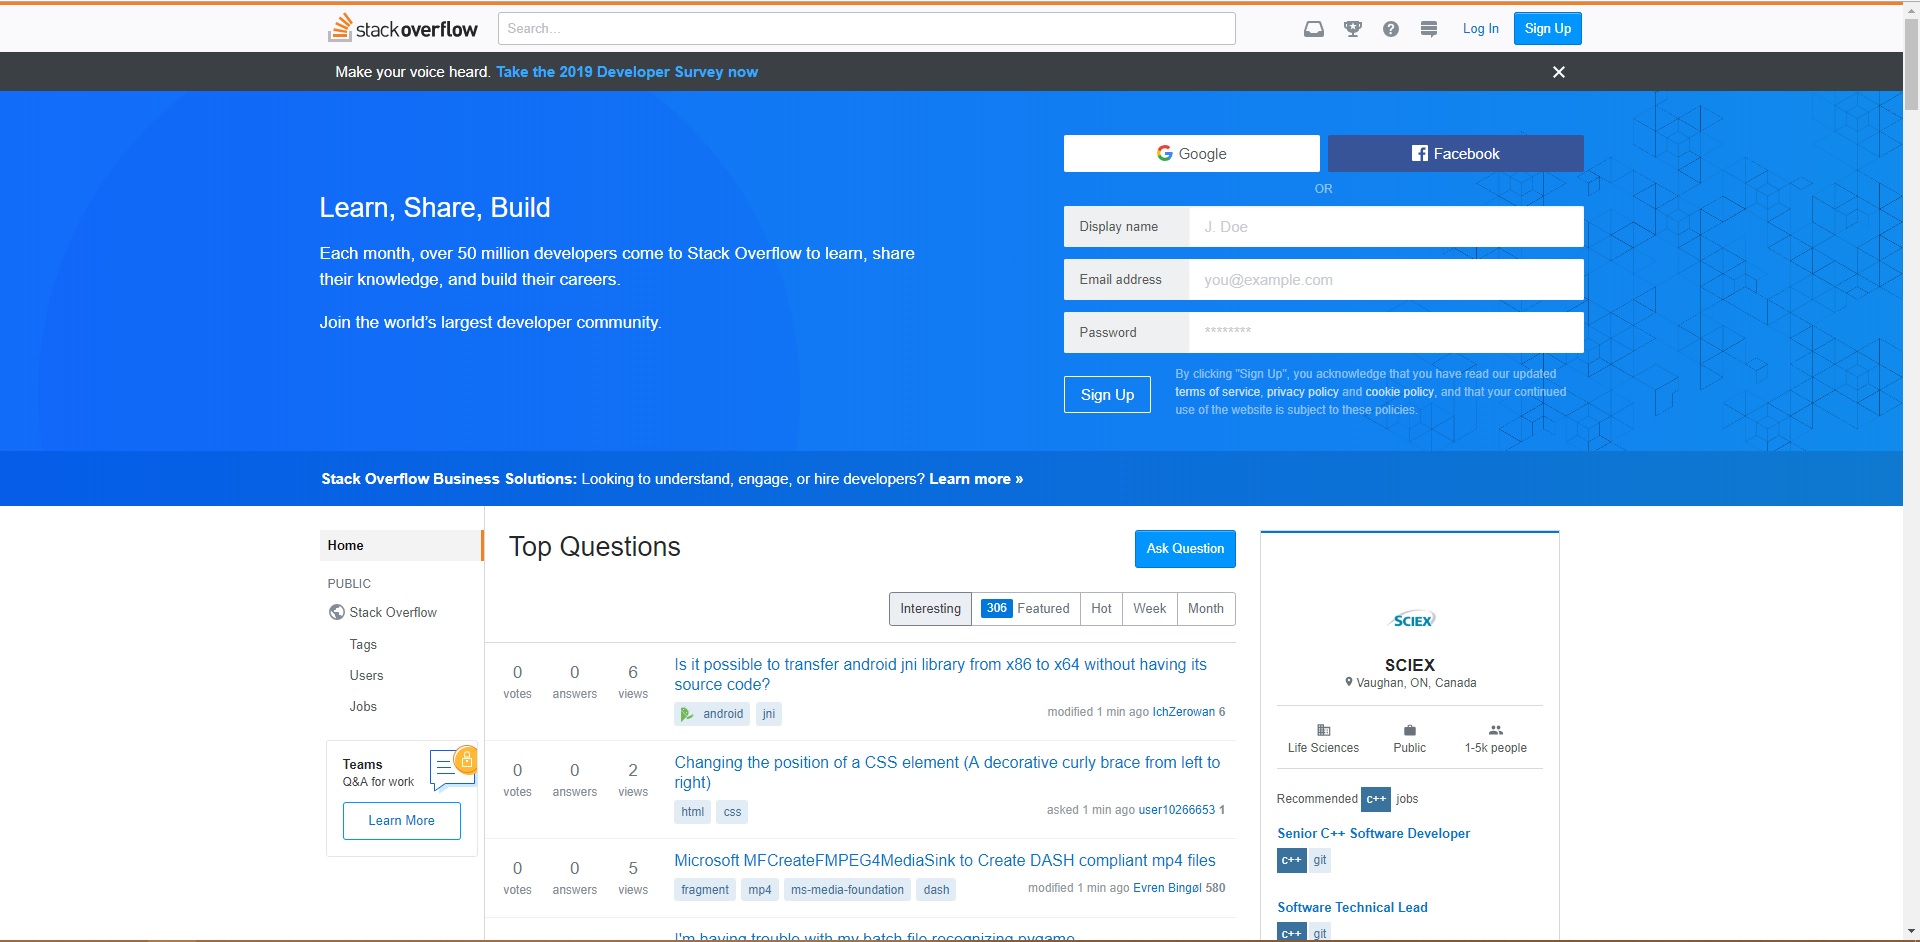 stackoverflow
Search...
Log In
Sign Up
Make your voice heard. Take the 2019 Developer Survey now
Learn, Share, Build
Each month, over 50 million developers come to Stack Overflow to learn, share
their knowledge, and build their careers.
Join the world’s largest developer community.
Google
Facebook
OR
Display name
J. Doe
Email address
you@example.com
Password
********
Sign Up
By clicking "Sign Up", you acknowledge that you have read our updated
terms of service, privacy policy and cookie policy, and that your continued
use of the website is subject to these policies.
Stack Overflow Business Solutions: Looking to understand, engage, or hire developers? Learn more »
Home
PUBLIC
Stack Overflow
Tags
Users
Jobs
Teams
Q&A for work
Learn More
Top Questions
Ask Question
Interesting
306 Featured
Hot
Week
Month
0 votes
0 answers
6 views
Is it possible to transfer android jni library from x86 to x64 without having its
source code?
android jni
modified 1 min ago IchZerowan 6
0 votes
0 answers
2 views
Changing the position of a CSS element (A decorative curly brace from left to
right)
html css
asked 1 min ago user10266653 1
0 votes
0 answers
5 views
Microsoft MFCreateFMPEG4MediaSink to Create DASH compliant mp4 files
fragment mp4 ms-media-foundation dash
modified 1 min ago Evren Bingøl 580
I'm having trouble with my batch file recognizing pygame
SCIEX
SCIEX
Vaughan, ON, Canada
Life Sciences
Public
1-5k people
Recommended c++ jobs
Senior C++ Software Developer
c++ git
Software Technical Lead
c++ git